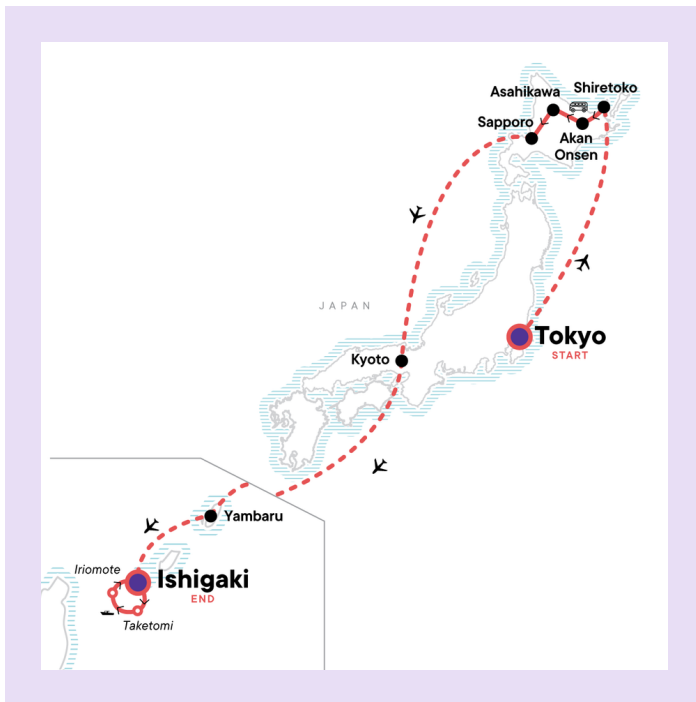 Shiretoko
Asahikawa
Sapporo
Akan
Onsen
JAPAN
Tokyo
START
Kyoto
Yambaru
Iriomote
Ishigaki
END
Taketomi